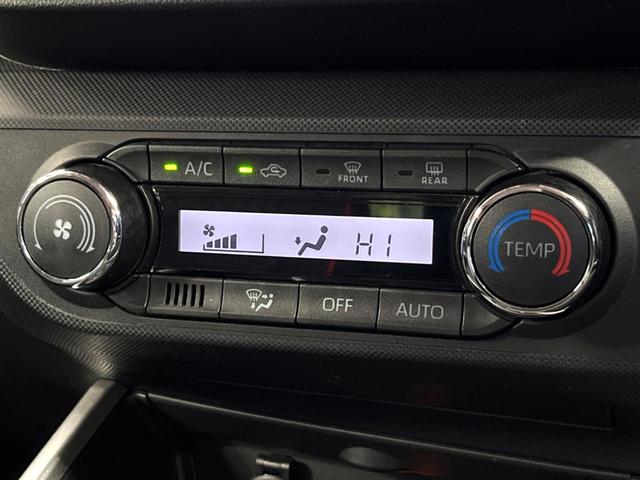 A/C
FRONT
REAR
HI
TEMP
OFF
AUTO